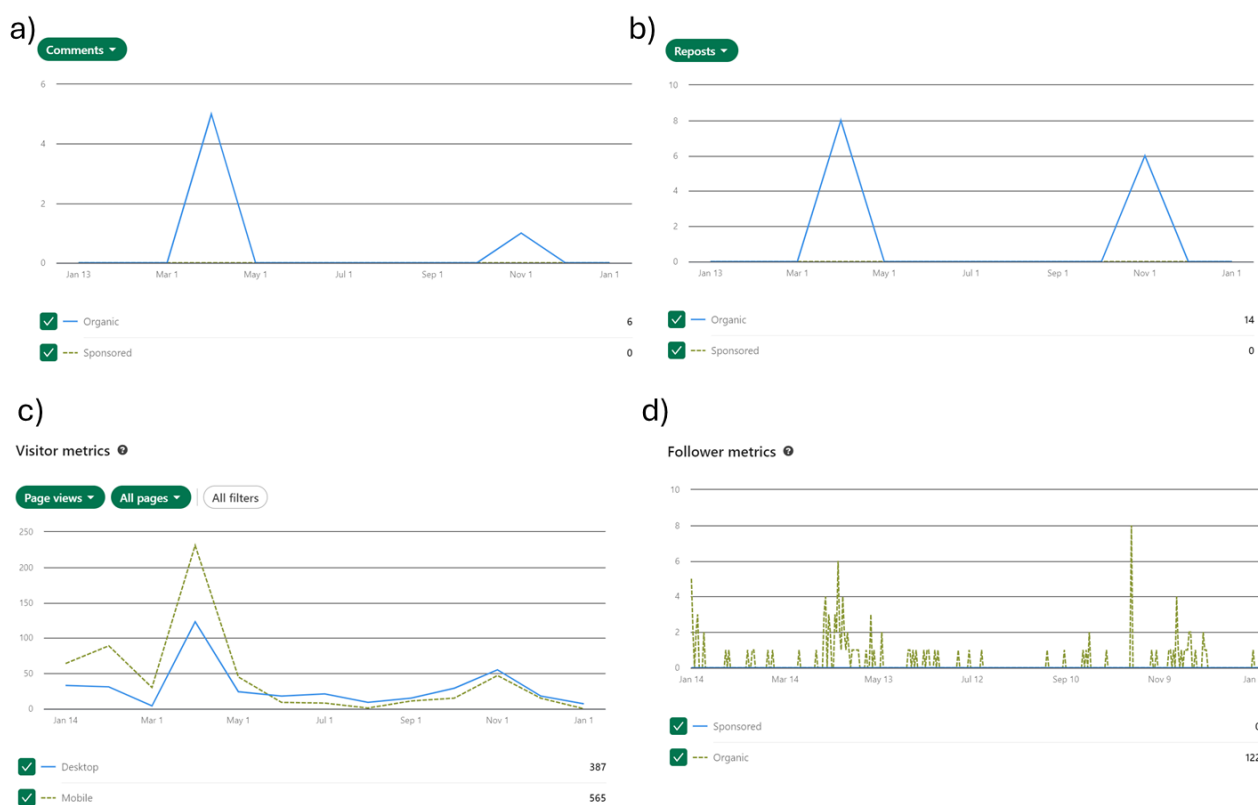 a)
Comments
6
4
2
0
Jan 13 Mar 1 May 1 Jul 1 Sep 1 Nov 1 Jan 1
Organic 6
Sponsored 0
b)
Reposts
10
8
6
4
2
0
Jan 13 Mar 1 May 1 Jul 1 Sep 1 Nov 1 Jan 1
Organic 14
Sponsored 0
c)
Visitor metrics ?
Page views All pages All filters
250
200
150
100
50
0
Jan 14 Mar 1 May 1 Jul 1 Sep 1 Nov 1 Jan 1
Desktop 387
Mobile 565
d)
Follower metrics ?
10
8
6
4
2
0
Jan 14 Mar 14 May 13 Jul 12 Sep 10 Nov 9 Jan
Sponsored 0
Organic 122